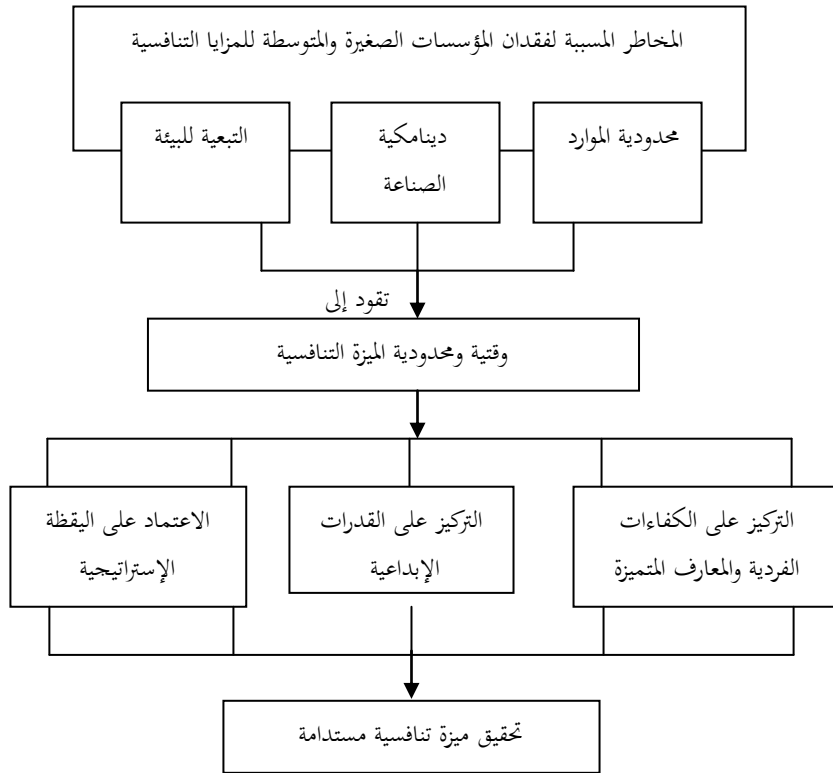 المخاطر المسببة لفقدان المؤسسات الصغيرة والمتوسطة للمزايا التنافسية
محدودية الموارد
دينامكية
الصناعة
التبعية للبيئة
تقود إلى
وقتية ومحدودية الميزة التنافسية
التركيز على الكفاءات
الفردية والمعارف المتميزة
التركيز على القدرات
الإبداعية
الاعتماد على اليقظة
الإستراتيجية
تحقيق ميزة تنافسية مستدامة